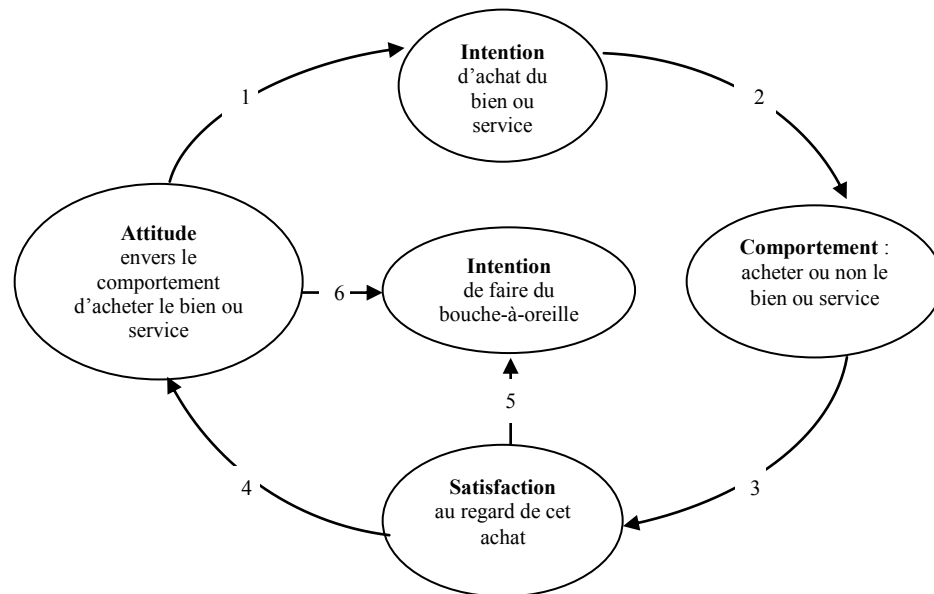 Intention
d'achat du
bien ou
service
1
2
Attitude
envers le
comportement
d'acheter le bien ou
service
6
Intention
de faire du
bouche-à-oreille
Comportement :
acheter ou non le
bien ou service
5
4
3
Satisfaction
au regard de cet
achat